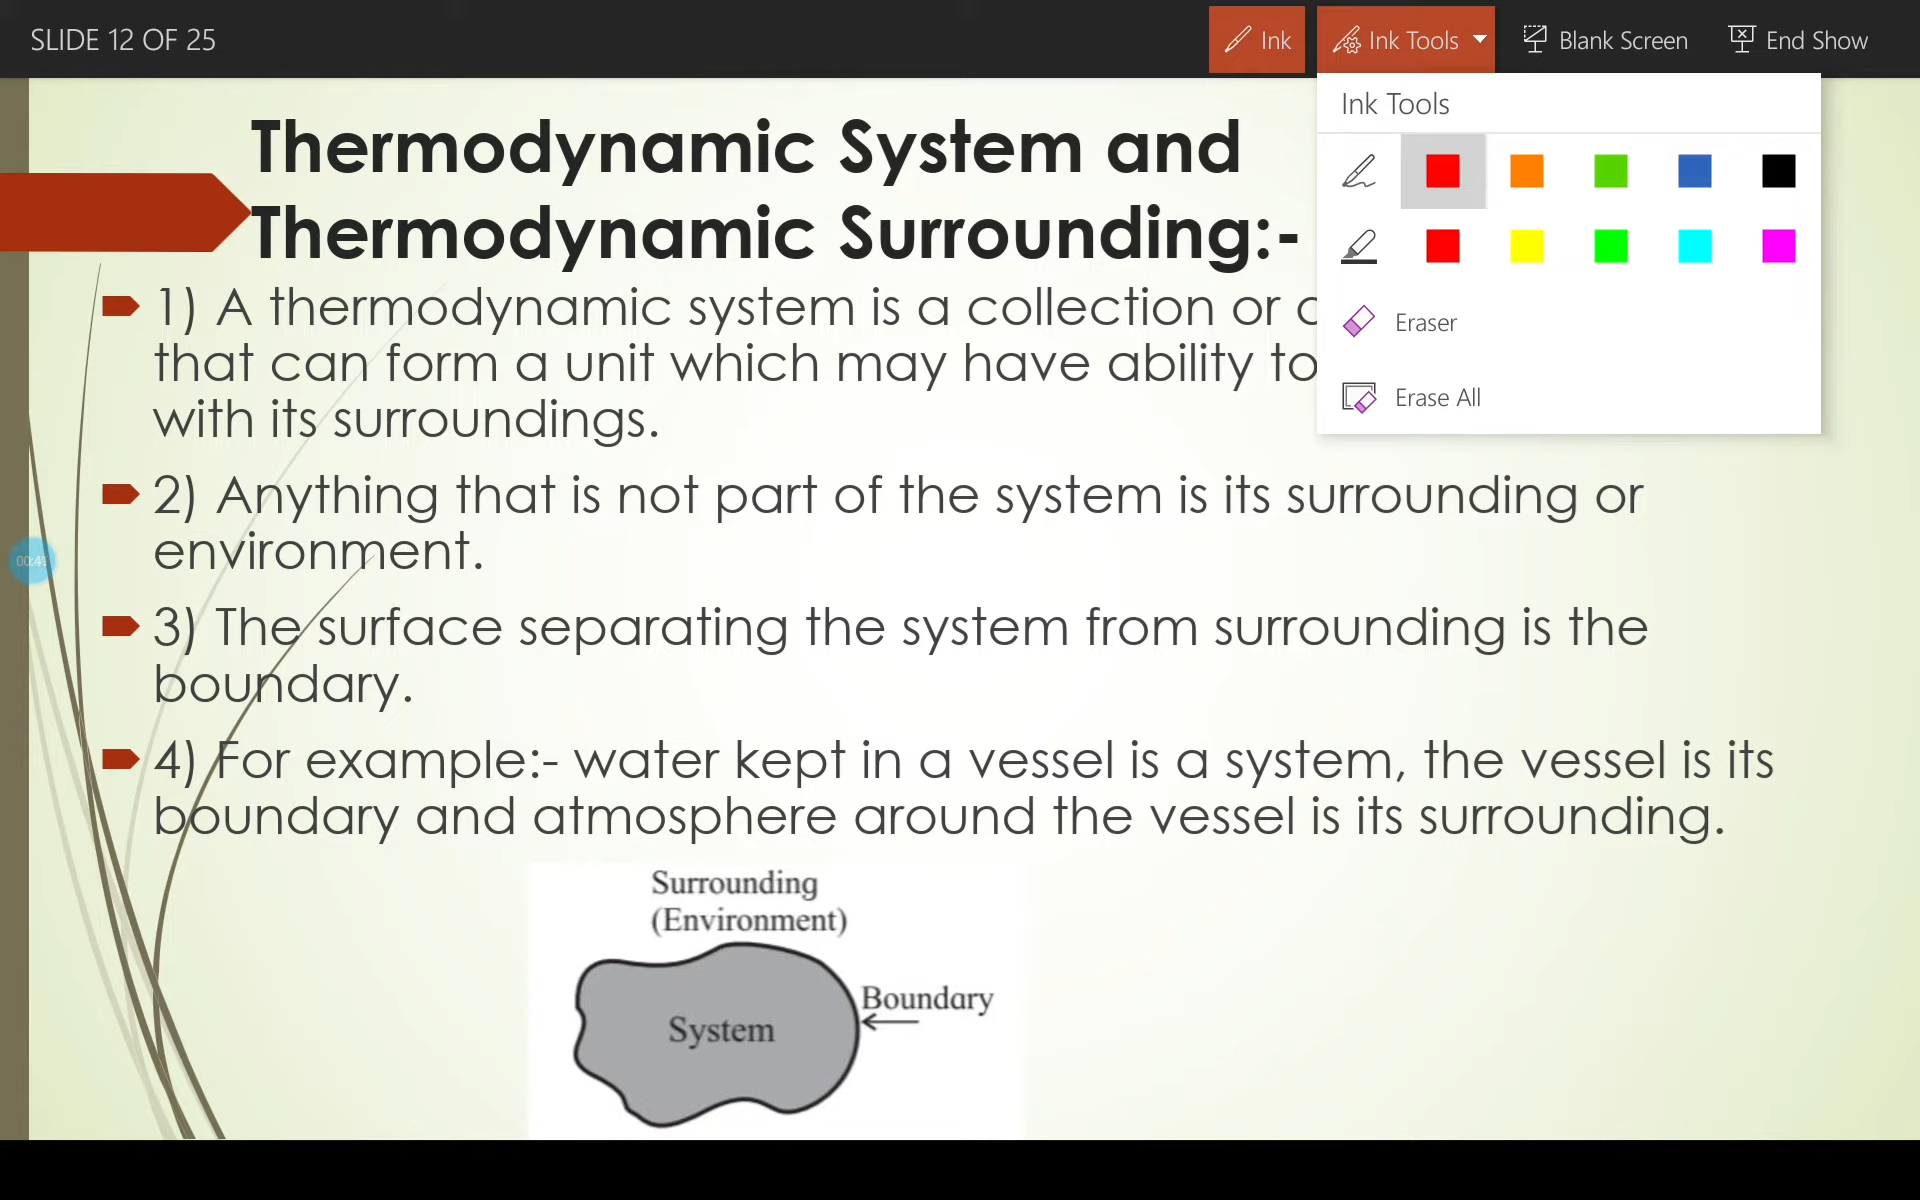 SLIDE 12 OF 25
Ink
Ink Tools
Blank Screen
End Show
Ink Tools
Eraser
Erase All
Thermodynamic System and
Thermodynamic Surrounding:-
1) A thermodynamic system is a collection or
that can form a unit which may have ability to
with its surroundings.
2) Anything that is not part of the system is its surrounding or
environment.
3) The surface separating the system from surrounding is the
boundary.
4) For example:- water kept in a vessel is a system, the vessel is its
boundary and atmosphere around the vessel is its surrounding.
Surrounding
(Environment)
Boundary
System